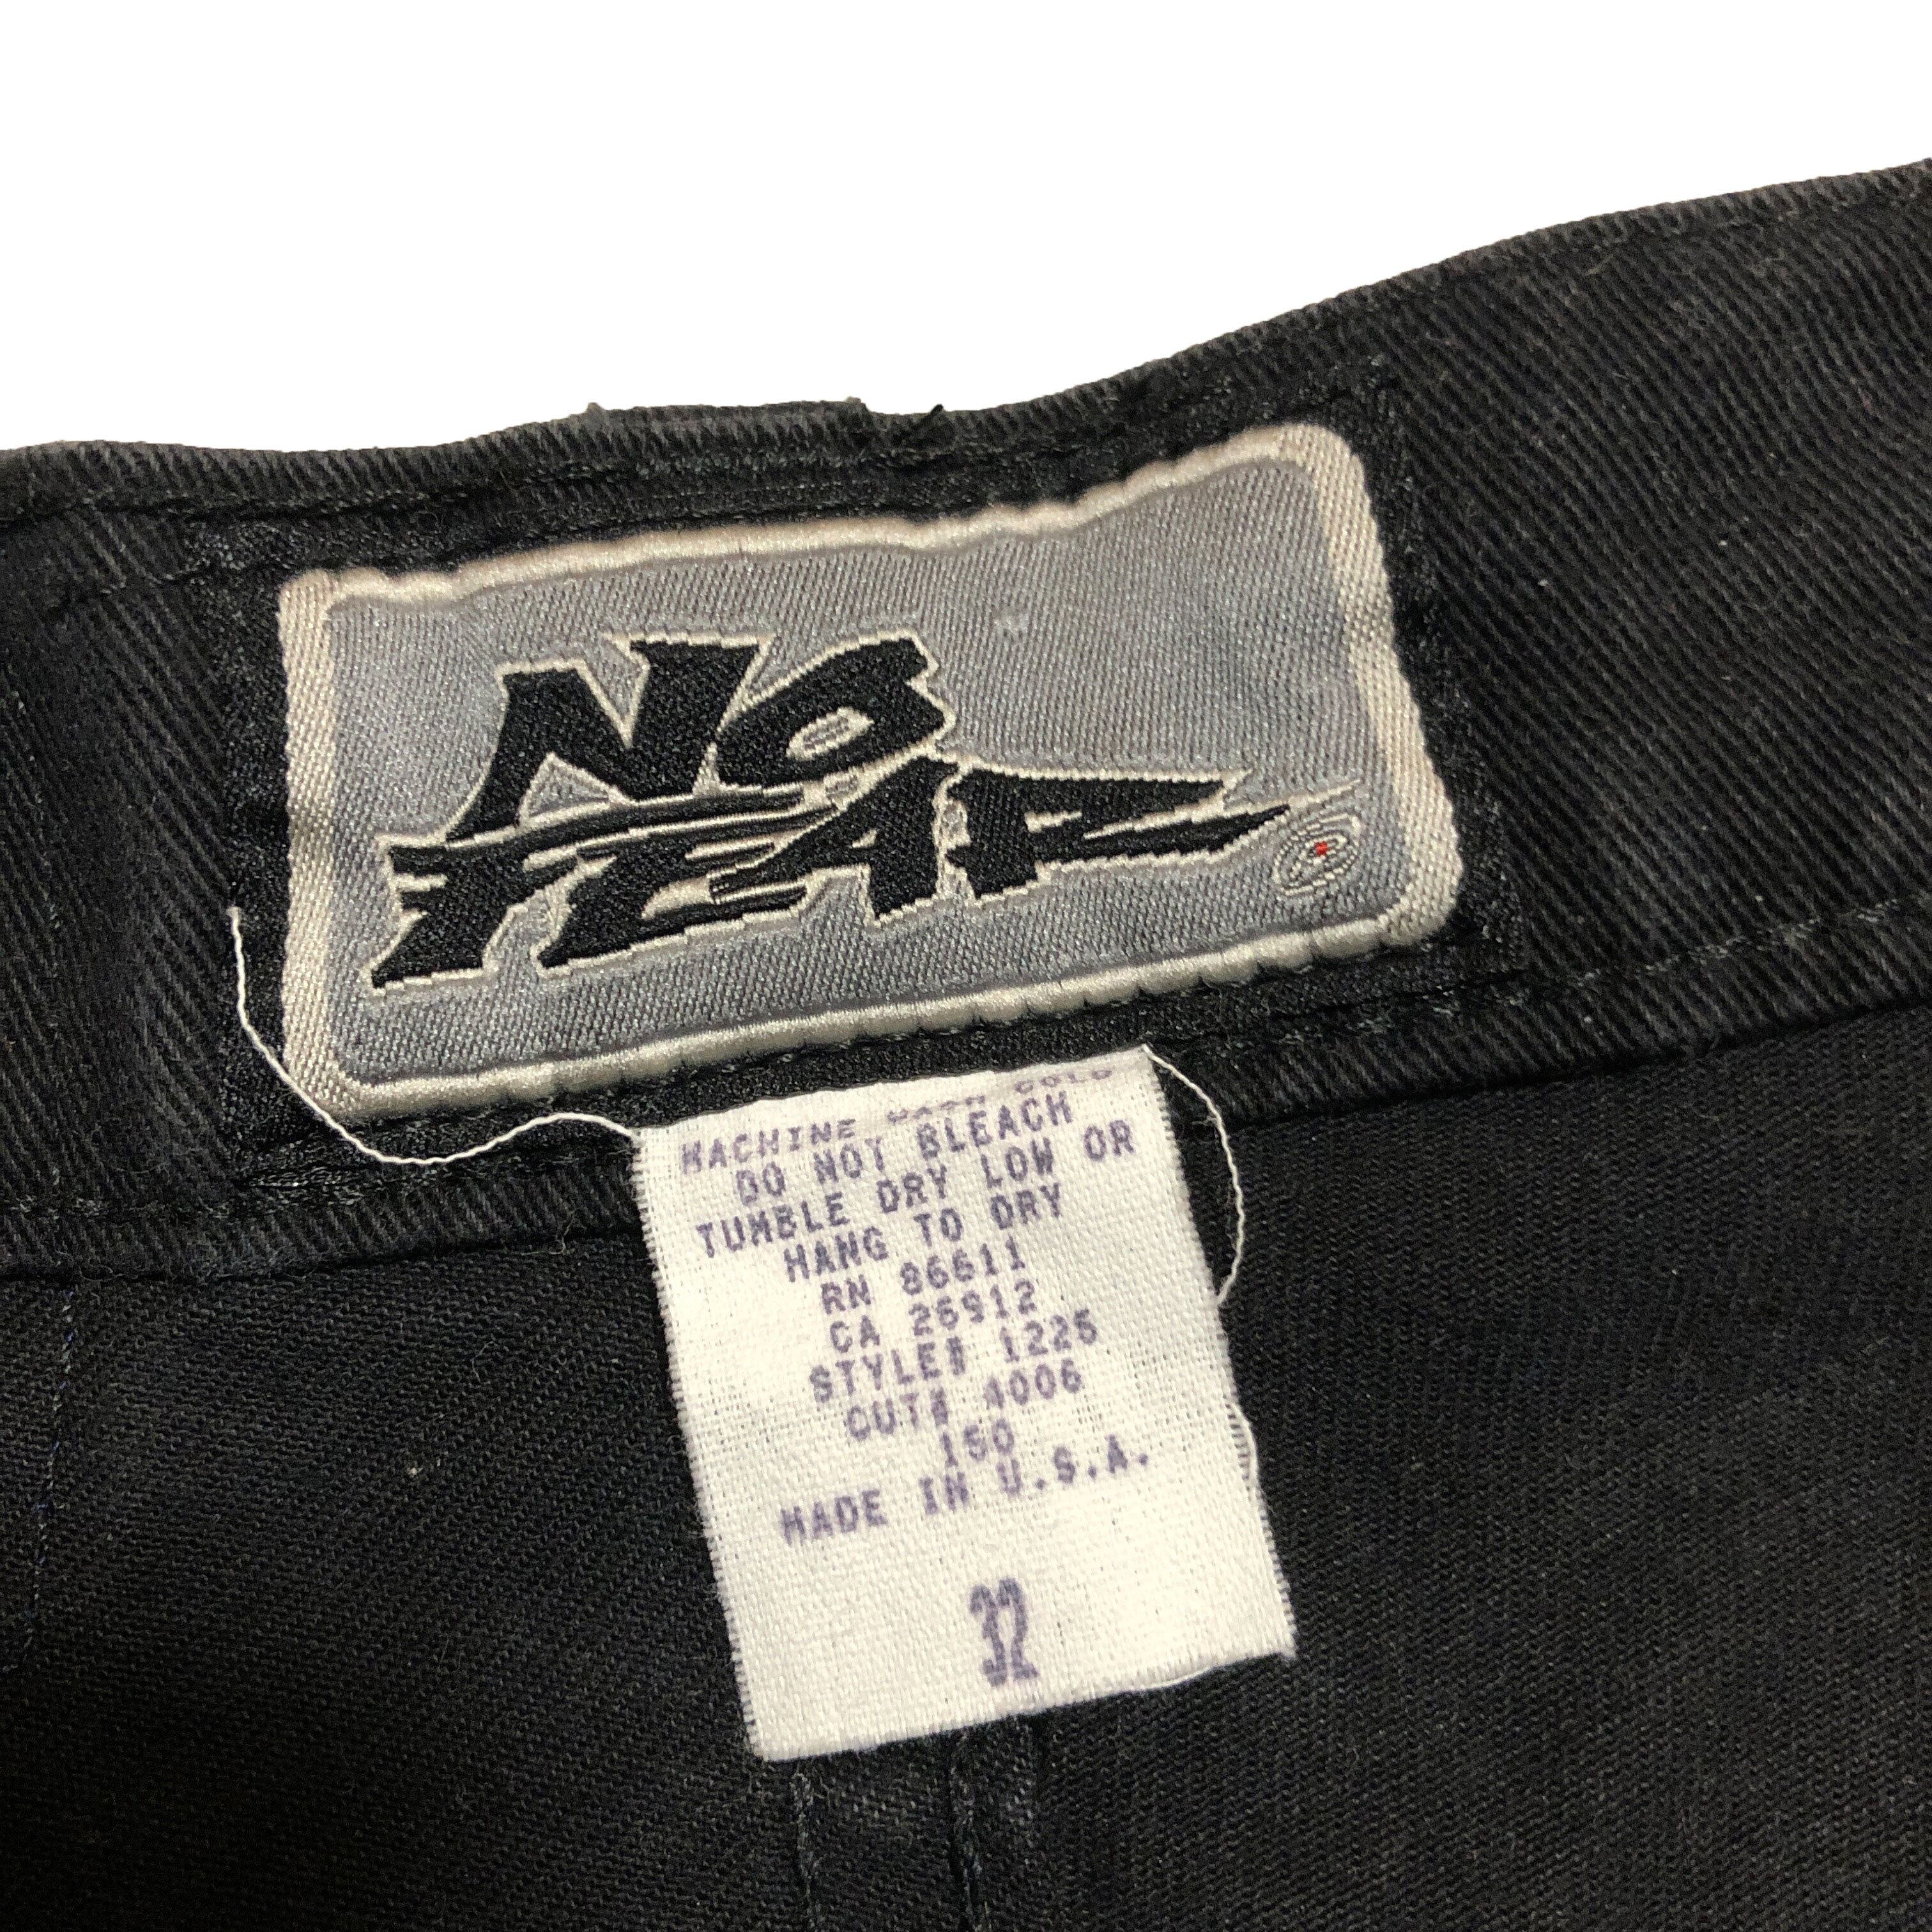 NO
FEAR
MACHINE WASH COLD
DO NOT BLEACH
TUMBLE DRY LOW OR
HANG TO DRY
RN 86611
CA 26912
STYLE# 1225
CUT# 4006
150
MADE IN U.S.A.
32